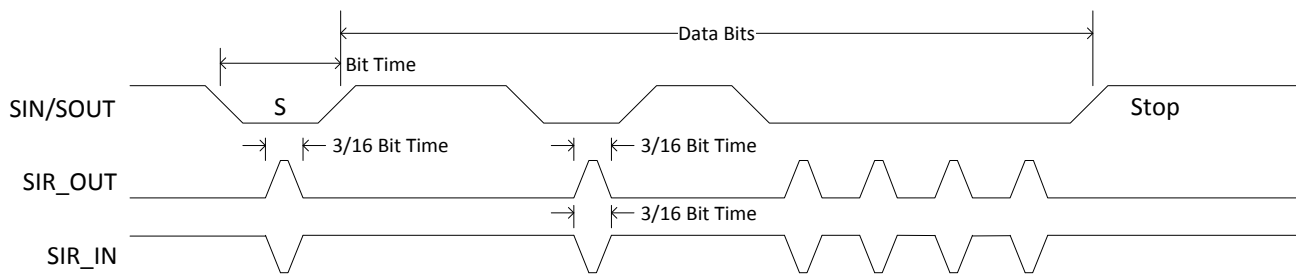 Data Bits
Bit Time
SIN/SOUT
S
Stop
3/16 Bit Time
3/16 Bit Time
SIR_OUT
3/16 Bit Time
SIR_IN